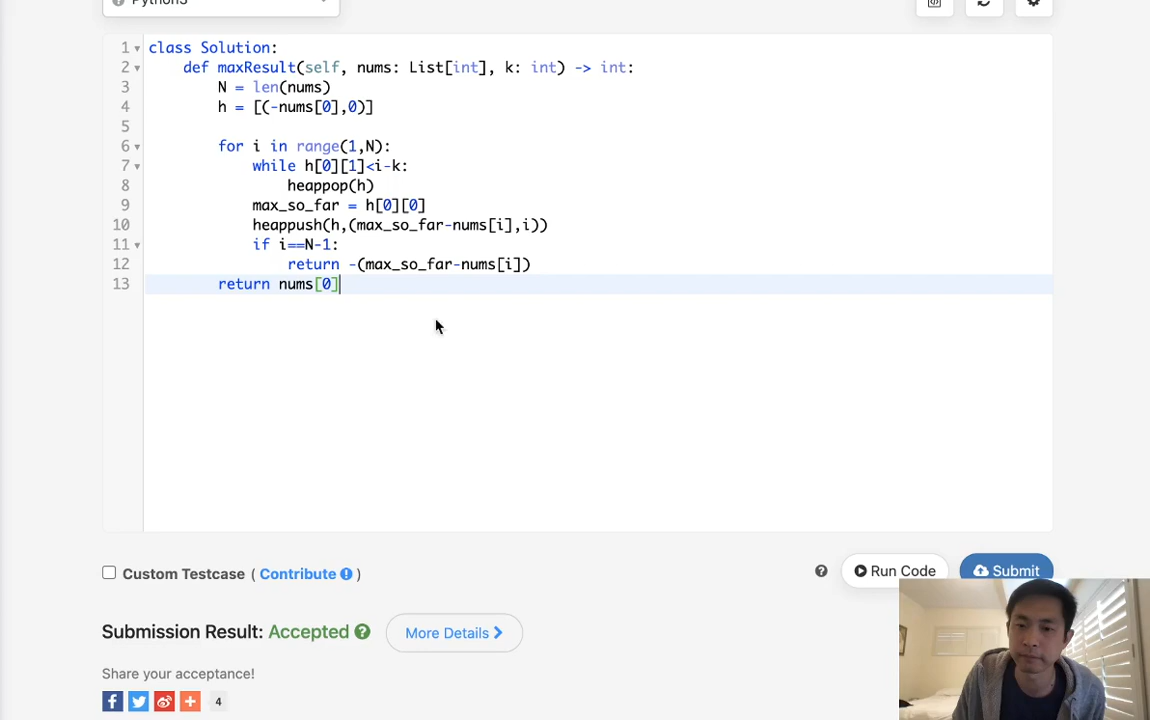 Python3
1 class Solution:
2 def maxResult(self, nums: List[int], k: int) -> int:
3 N = len(nums)
4 h = [(-nums[0],0)]
5
6 for i in range(1,N):
7 while h[0][1]<i-k:
8 heappop(h)
9 max_so_far = h[0][0]
10 heappush(h,(max_so_far-nums[i],i))
11 if i==N-1:
12 return -(max_so_far-nums[i])
13 return nums[0]
Custom Testcase ( Contribute )
? Run Code Submit
Submission Result: Accepted ? More Details >
Share your acceptance!
4